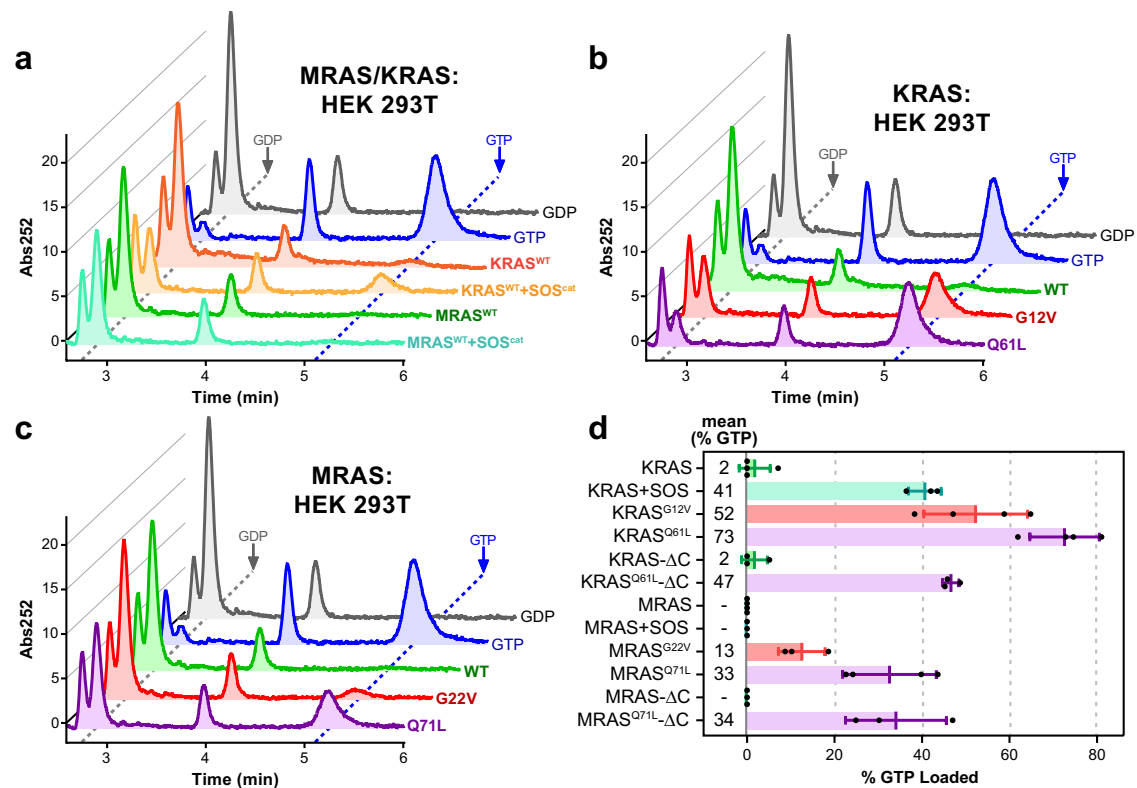 a
MRAS/KRAS:
HEK 293T
GDP
GTP
Abs252
20
15
10
5
0
GDP
GTP
KRASWT
KRASWT+SOScat
MRASWT
MRASWT+SOScat
3
4
5
6
Time (min)
b
KRAS:
HEK 293T
GDP
GTP
Abs252
20
15
10
5
0
GDP
GTP
WT
G12V
Q61L
3
4
5
6
Time (min)
c
MRAS:
HEK 293T
GDP
GTP
Abs252
20
15
10
5
0
GDP
GTP
WT
G22V
Q71L
3
4
5
6
Time (min)
d
mean
(% GTP)
KRAS 2
KRAS+SOS 41
KRASG12V 52
KRASQ61L 73
KRAS-ΔC 2
KRASQ61L-ΔC 47
MRAS -
MRAS+SOS -
MRASG22V 13
MRASQ71L 33
MRAS-ΔC -
MRASQ71L-ΔC 34
0 20 40 60 80
% GTP Loaded